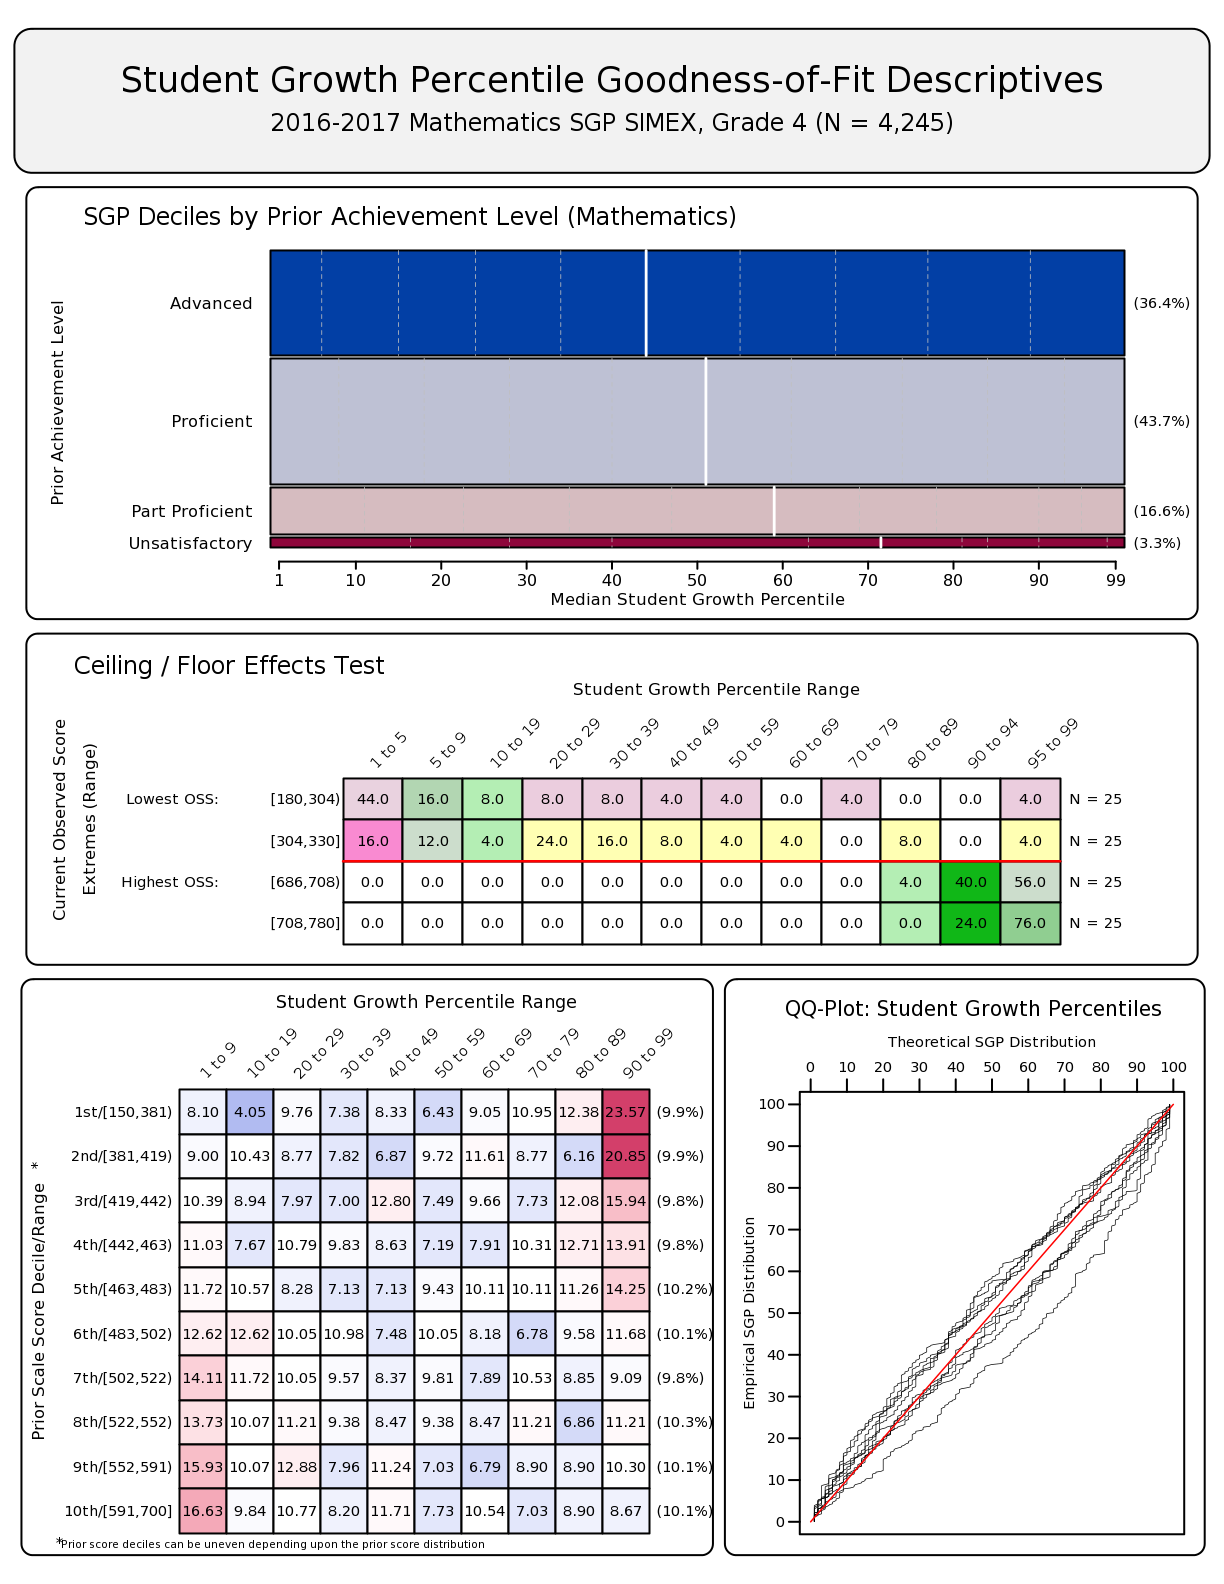 Student Growth Percentile Goodness-of-Fit Descriptives
2016-2017 Mathematics SGP SIMEX, Grade 4 (N = 4,245)
SGP Deciles by Prior Achievement Level (Mathematics)
Prior Achievement Level
Advanced (36.4%)
Proficient (43.7%)
Part Proficient (16.6%)
Unsatisfactory (3.3%)
1 10 20 30 40 50 60 70 80 90 99
Median Student Growth Percentile
Ceiling / Floor Effects Test
Student Growth Percentile Range
Current Observed Score
Extremes (Range)
1 to 5 5 to 9 10 to 19 20 to 29 30 to 39 40 to 49 50 to 59 60 to 69 70 to 79 80 to 89 90 to 94 95 to 99
Lowest OSS: [180,304) 44.0 16.0 8.0 8.0 8.0 4.0 4.0 0.0 4.0 0.0 0.0 4.0 N = 25
[304,330] 16.0 12.0 4.0 24.0 16.0 8.0 4.0 4.0 0.0 8.0 0.0 4.0 N = 25
Highest OSS: [686,708) 0.0 0.0 0.0 0.0 0.0 0.0 0.0 0.0 0.0 4.0 40.0 56.0 N = 25
[708,780] 0.0 0.0 0.0 0.0 0.0 0.0 0.0 0.0 0.0 0.0 24.0 76.0 N = 25
Student Growth Percentile Range
Prior Scale Score Decile/Range *
1 to 9 10 to 19 20 to 29 30 to 39 40 to 49 50 to 59 60 to 69 70 to 79 80 to 89 90 to 99
1st/[150,381) 8.10 4.05 9.76 7.38 8.33 6.43 9.05 10.95 12.38 23.57 (9.9%)
2nd/[381,419) 9.00 10.43 8.77 7.82 6.87 9.72 11.61 8.77 6.16 20.85 (9.9%)
3rd/[419,442) 10.39 8.94 7.97 7.00 12.80 7.49 9.66 7.73 12.08 15.94 (9.8%)
4th/[442,463) 11.03 7.67 10.79 9.83 8.63 7.19 7.91 10.31 12.71 13.91 (9.8%)
5th/[463,483) 11.72 10.57 8.28 7.13 7.13 9.43 10.11 10.11 11.26 14.25 (10.2%)
6th/[483,502) 12.62 12.62 10.05 10.98 7.48 10.05 8.18 6.78 9.58 11.68 (10.1%)
7th/[502,522) 14.11 11.72 10.05 9.57 8.37 9.81 7.89 10.53 8.85 9.09 (9.8%)
8th/[522,552) 13.73 10.07 11.21 9.38 8.47 9.38 8.47 11.21 6.86 11.21 (10.3%)
9th/[552,591) 15.93 10.07 12.88 7.96 11.24 7.03 6.79 8.90 8.90 10.30 (10.1%)
10th/[591,700] 16.63 9.84 10.77 8.20 11.71 7.73 10.54 7.03 8.90 8.67 (10.1%)
*Prior score deciles can be uneven depending upon the prior score distribution
QQ-Plot: Student Growth Percentiles
Theoretical SGP Distribution
0 10 20 30 40 50 60 70 80 90 100
Empirical SGP Distribution
100
90
80
70
60
50
40
30
20
10
0